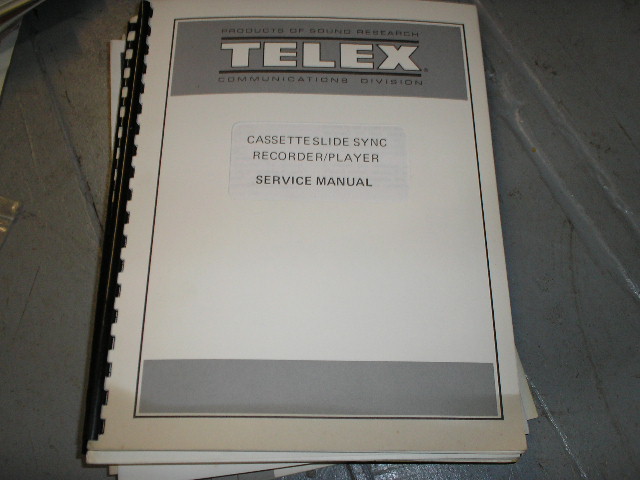 PRODUCTS OF SOUND RESEARCH
TELEX®
COMMUNICATIONS DIVISION
CASSETTE SLIDE SYNC
RECORDER/PLAYER
SERVICE MANUAL